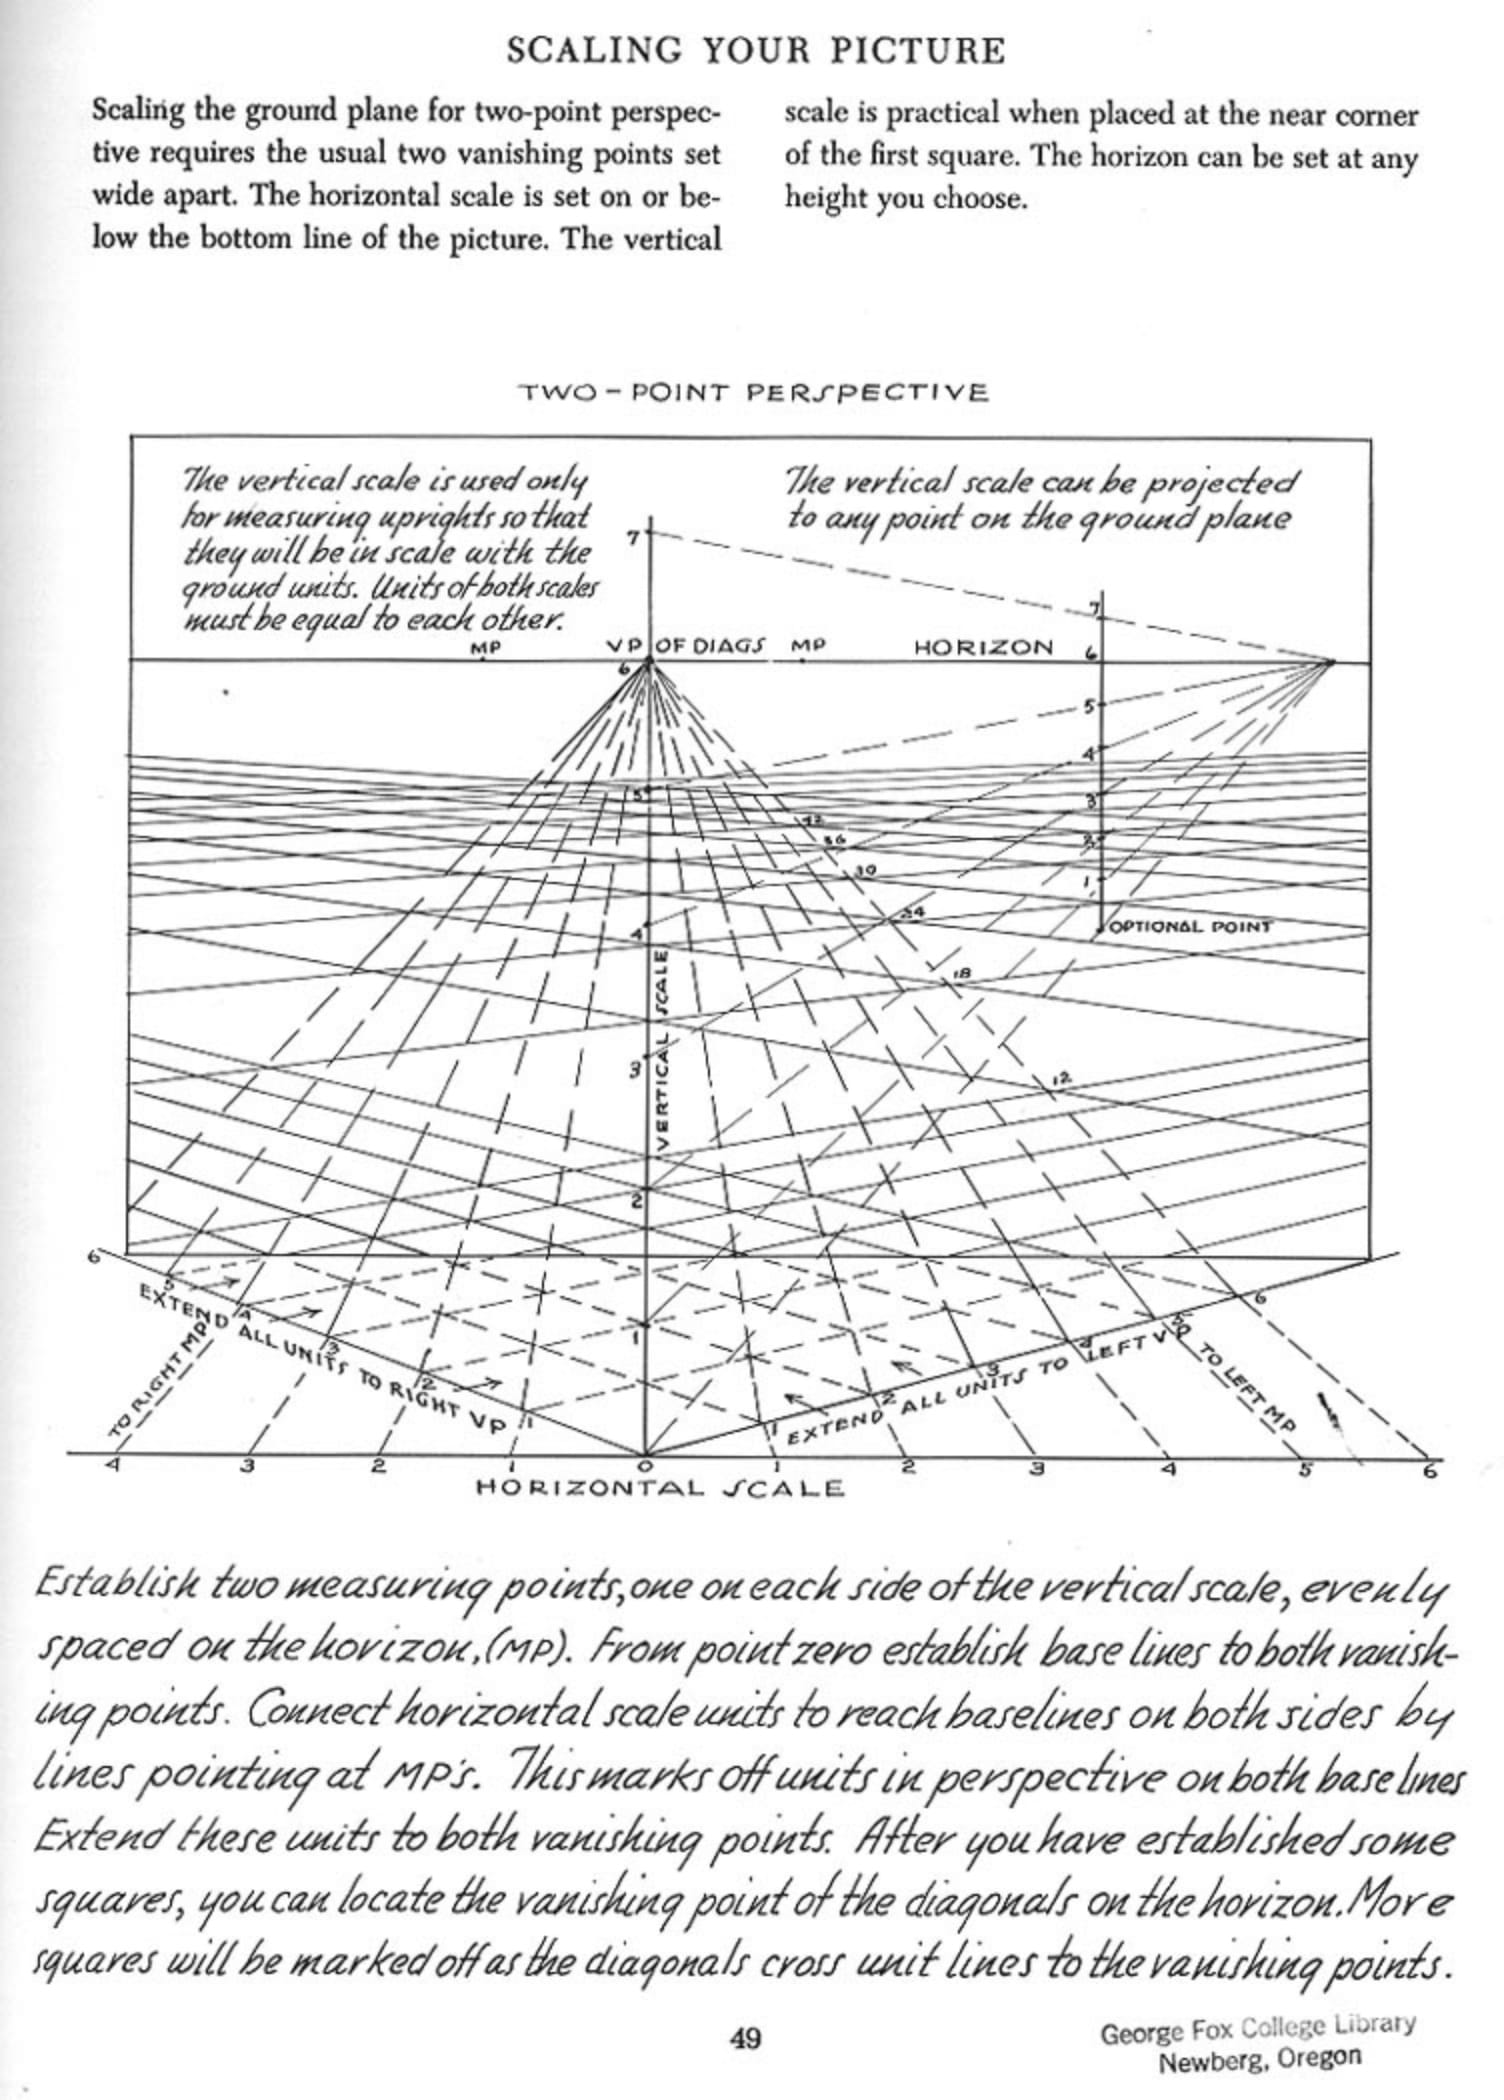 SCALING YOUR PICTURE
Scaling the ground plane for two-point perspec-
tive requires the usual two vanishing points set
wide apart. The horizontal scale is set on or be-
low the bottom line of the picture. The vertical
scale is practical when placed at the near corner
of the first square. The horizon can be set at any
height you choose.
TWO-POINT PERSPECTIVE
The vertical scale is used only
for measuring uprights so that
they will be in scale with the
ground units. Units of both scales
must be equal to each other.
The vertical scale can be projected
to any point on the ground plane
7
7
MP
VP OF DIAGS
MP
HORIZON
6
6
5
4
5
3
42
36
2
30
1
24
4
OPTIONAL POINT
18
VERTICAL SCALE
3
12
2
6
5
4
3
2
1
EXTEND ALL UNITS TO RIGHT VP
TO RIGHT MP
1
1
2
3
4
5
6
EXTEND ALL UNITS TO LEFT VP
TO LEFT MP
4
3
2
1
0
1
2
3
4
5
6
HORIZONTAL SCALE
Establish two measuring points, one on each side of the vertical scale, evenly
spaced on the horizon, (MP). From point zero establish base lines to both vanish-
ing points. Connect horizontal scale units to reach baselines on both sides by
lines pointing at MP's. This marks off units in perspective on both base lines
Extend these units to both vanishing points. After you have established some
squares, you can locate the vanishing point of the diagonals on the horizon. More
squares will be marked off as the diagonals cross unit lines to the vanishing points.
49
George Fox College Library
Newberg, Oregon